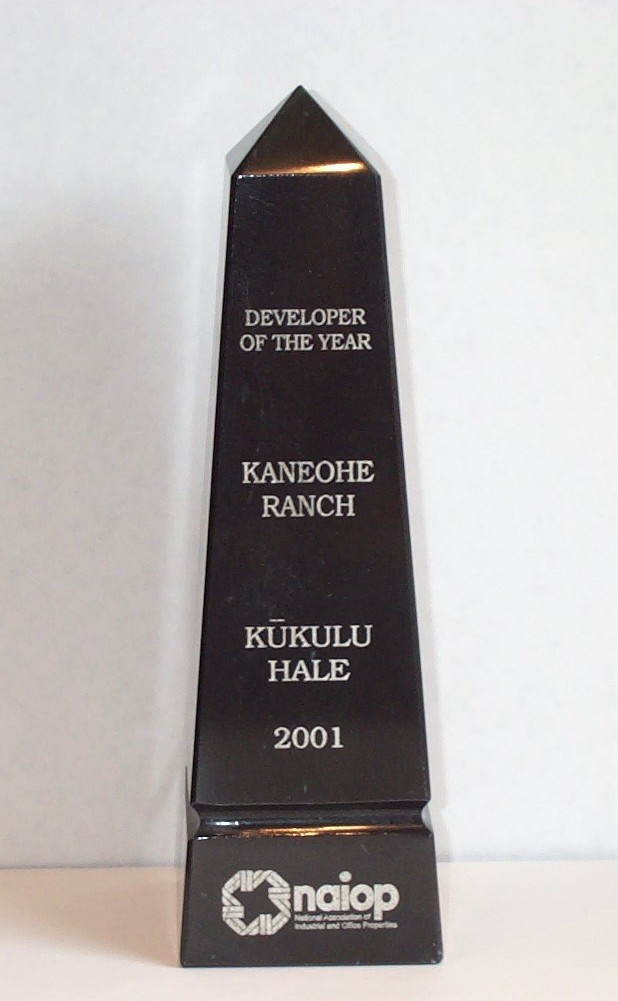 DEVELOPER
OF THE YEAR
KANEOHE
RANCH
KŪKULU
HALE
2001
naiop
National Association of
Industrial and Office Properties